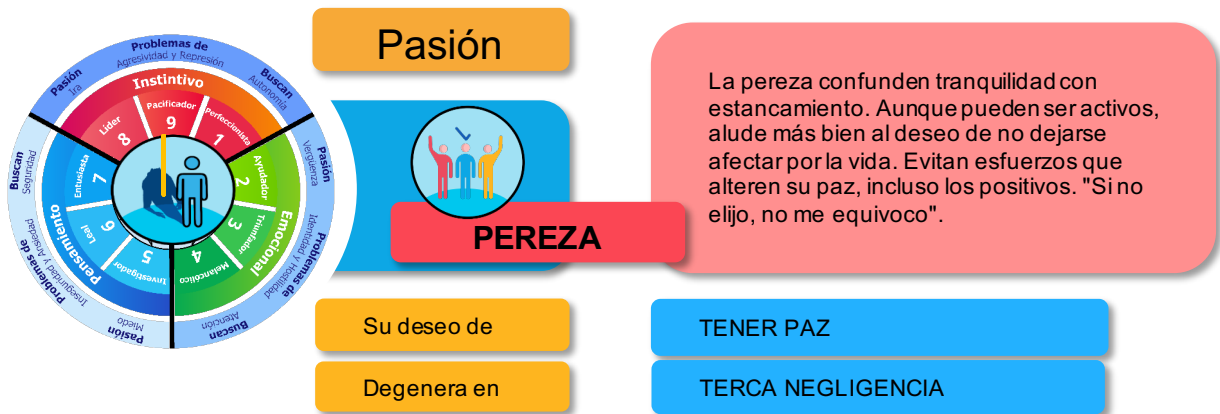 Pasión
La pereza confunden tranquilidad con
estancamiento. Aunque pueden ser activos,
alude más bien al deseo de no dejarse
afectar por la vida. Evitan esfuerzos que
alteren su paz, incluso los positivos. "Si no
elijo, no me equivoco".
PEREZA
Su deseo de
TENER PAZ
Degenera en
TERCA NEGLIGENCIA
Problemas de
Agresividad y Represión
Buscan
Autonomía
Pasión
Vergüenza
Problemas de
Identidad y Hostilidad
Buscan
Atención
Pasión
Miedo
Problemas de
Inseguridad y Ansiedad
Buscan
Seguridad
Pasión
Ira
Instintivo
Emocional
Pensamiento
Líder
8
Pacificador
9
Perfeccionista
1
Ayudador
2
Triunfador
3
Melancólico
4
Investigador
5
Leal
6
Entusiasta
7